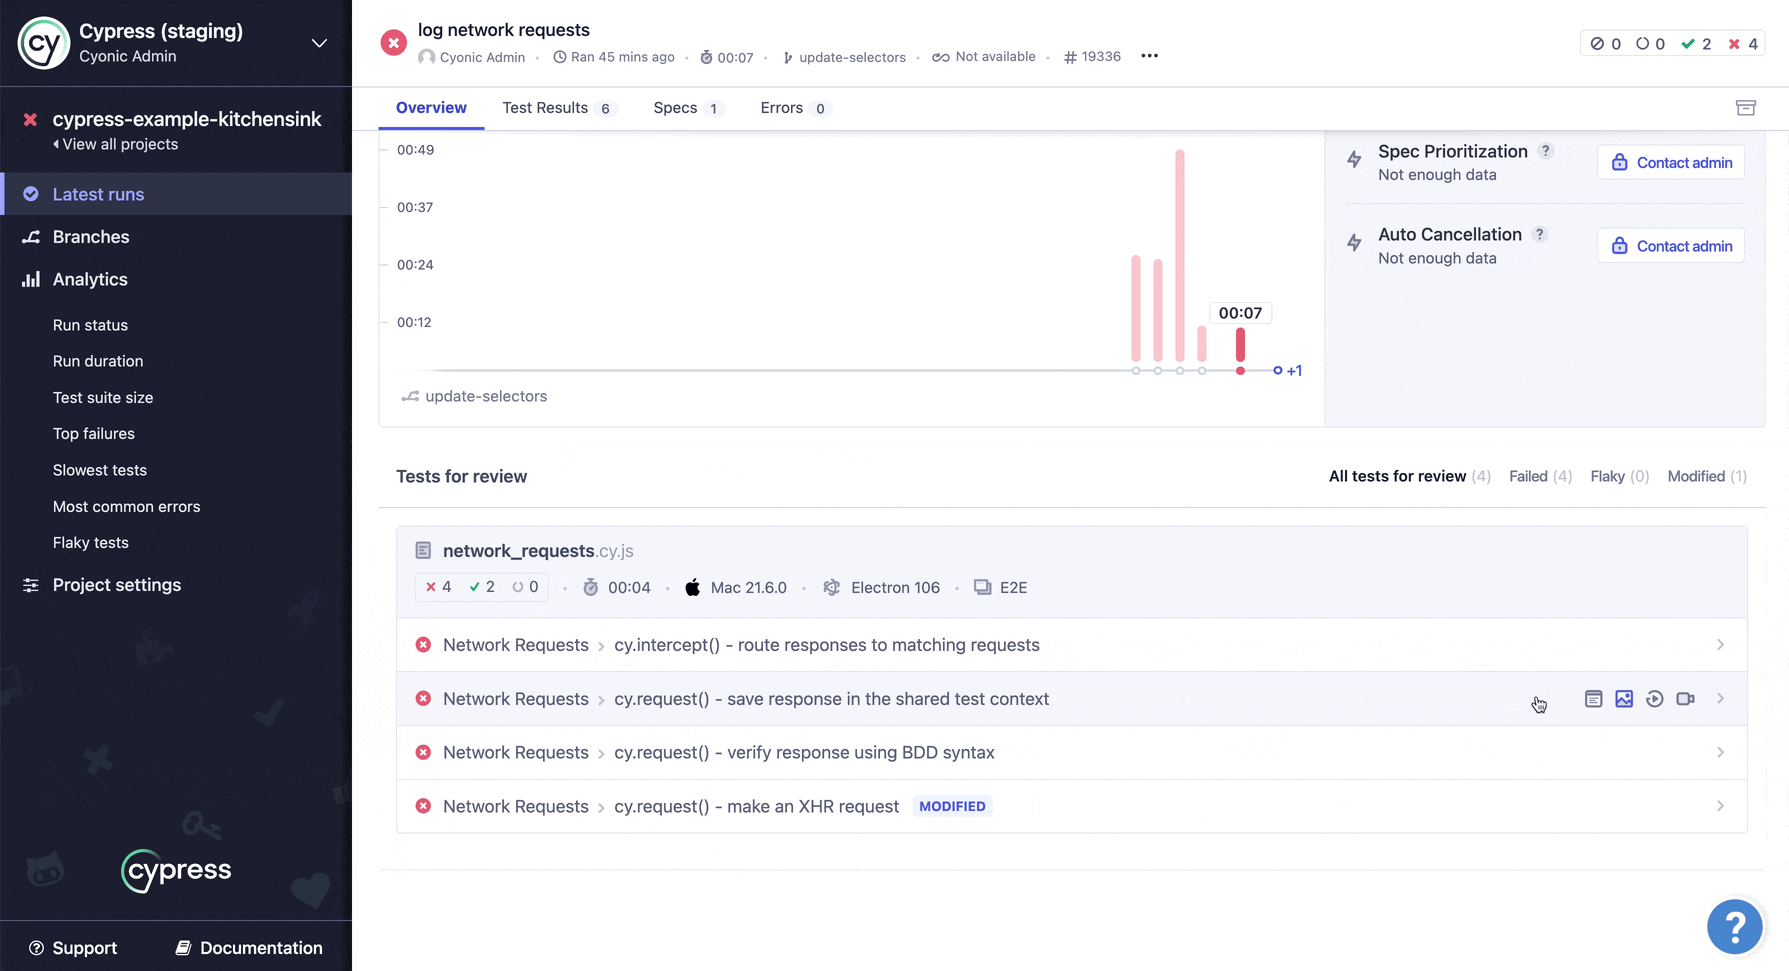 cy
Cypress (staging)
Cyonic Admin
cypress-example-kitchensink
View all projects
Latest runs
Branches
Analytics
Run status
Run duration
Test suite size
Top failures
Slowest tests
Most common errors
Flaky tests
Project settings
cypress
Support
Documentation
log network requests
Cyonic Admin
Ran 45 mins ago
00:07
update-selectors
Not available
# 19336
0 0 2 4
Overview
Test Results 6
Specs 1
Errors 0
00:49
00:37
00:24
00:12
00:07
+1
update-selectors
Spec Prioritization ?
Not enough data
Contact admin
Auto Cancellation ?
Not enough data
Contact admin
Tests for review
All tests for review (4)
Failed (4)
Flaky (0)
Modified (1)
network_requests.cy.js
4 2 0
00:04
Mac 21.6.0
Electron 106
E2E
Network Requests > cy.intercept() - route responses to matching requests
Network Requests > cy.request() - save response in the shared test context
Network Requests > cy.request() - verify response using BDD syntax
Network Requests > cy.request() - make an XHR request MODIFIED
?